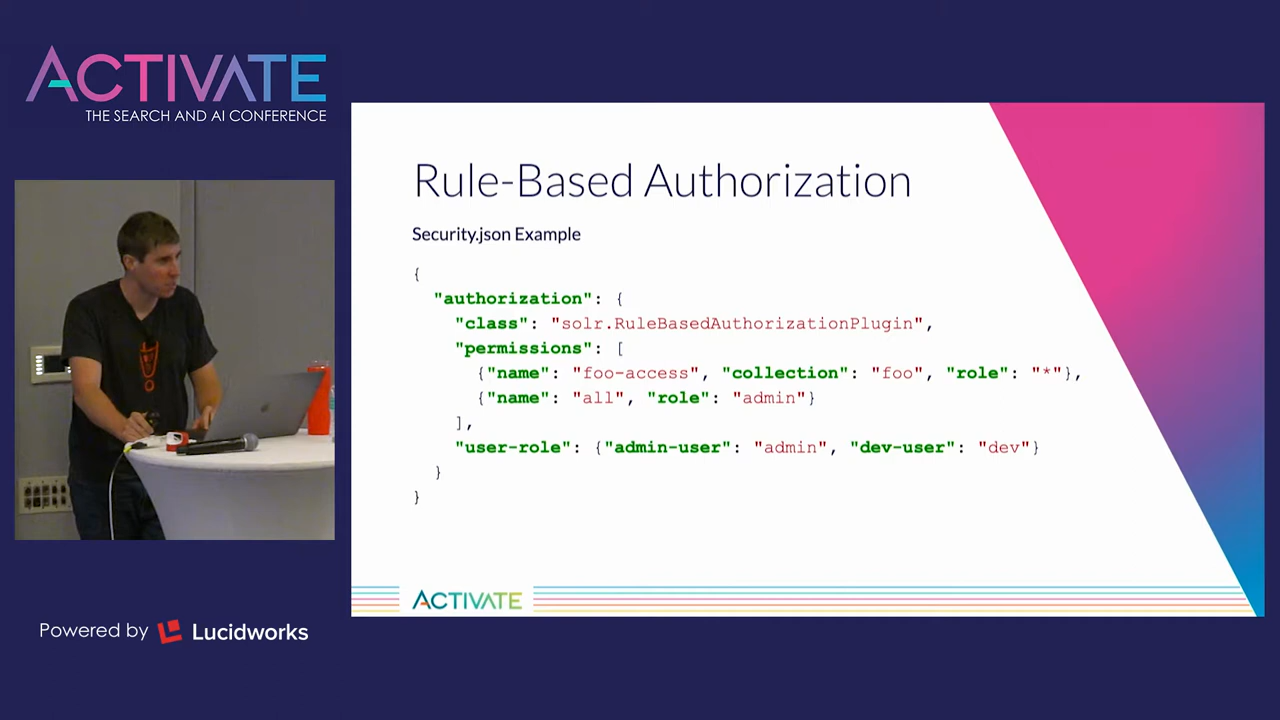 ACTIVATE
THE SEARCH AND AI CONFERENCE
Rule-Based Authorization
Security.json Example
{
"authorization": {
"class": "solr.RuleBasedAuthorizationPlugin",
"permissions": [
{"name": "foo-access", "collection": "foo", "role": "*"},
{"name": "all", "role": "admin"}
],
"user-role": {"admin-user": "admin", "dev-user": "dev"}
}
}
ACTIVATE
Powered by Lucidworks